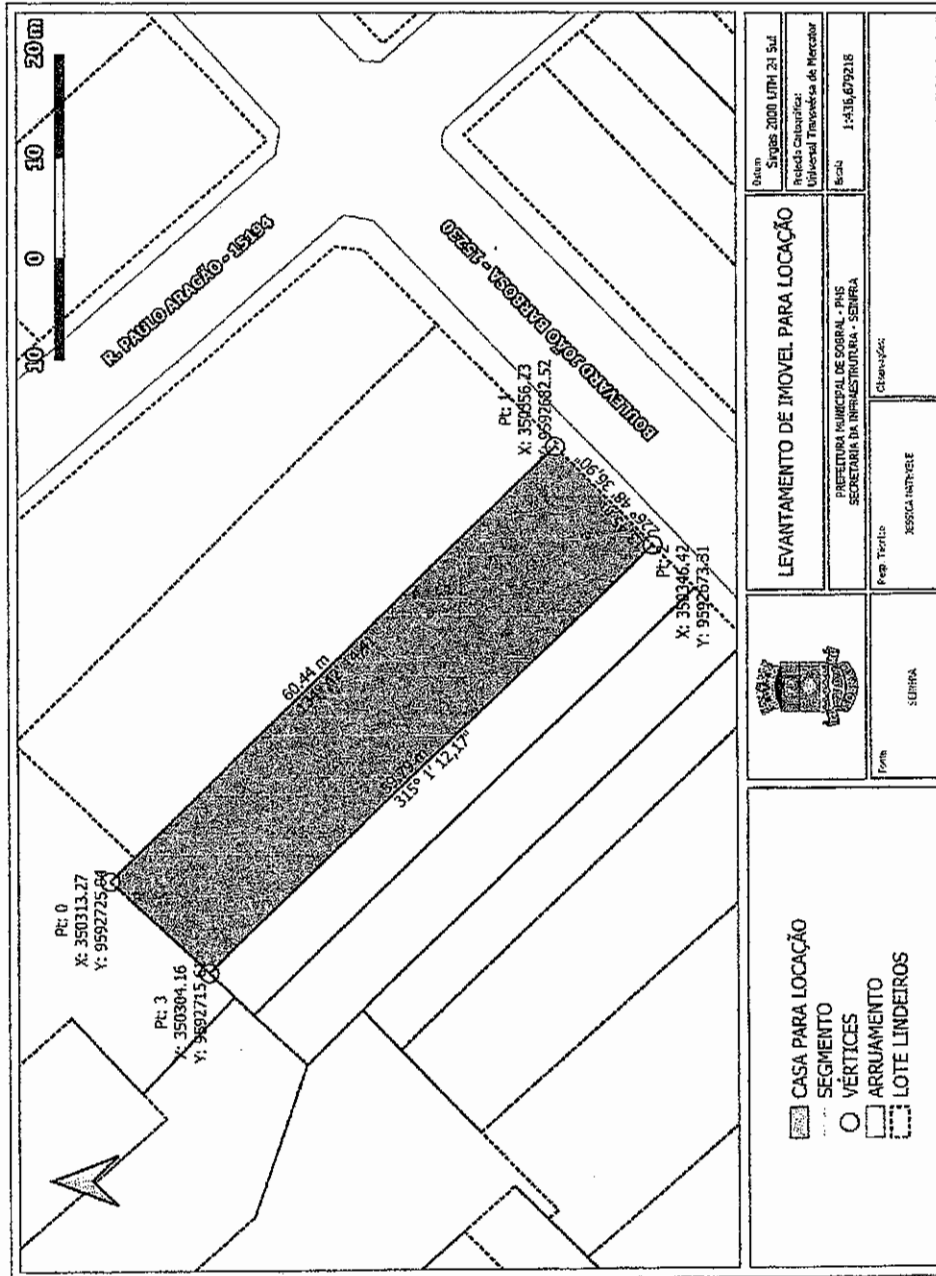 10 0 10 20 m
R. PAULO ARAGÃO - 15194
BOULEVARD JOÃO BARBOSA - 15230
Pt: 0
X: 350313.27
Y: 9592725.
Pt: 1
X: 350356.23
Y: 9592682.52
Pt: 2
X: 350346.42
Y: 9592673.81
Pt: 3
X: 350304.16
Y: 9592715.
60.44 m
315° 1' 12,17"
226° 48' 36,90"
CASA PARA LOCAÇÃO
SEGMENTO
VÉRTICES
ARRUAMENTO
LOTE LINDEIROS
LEVANTAMENTO DE IMOVEL PARA LOCAÇÃO
PREFEITURA MUNICIPAL DE SOBRAL - PMS
SECRETARIA DA INFRAESTRUTURA - SEINFRA
Datum
Sirgas 2000 UTM 24 Sul
Projeção Cartográfica:
Universal Transversa de Mercator
Escala
1:436,679218
Fonte
SEINFRA
Resp. Técnico
Observações: